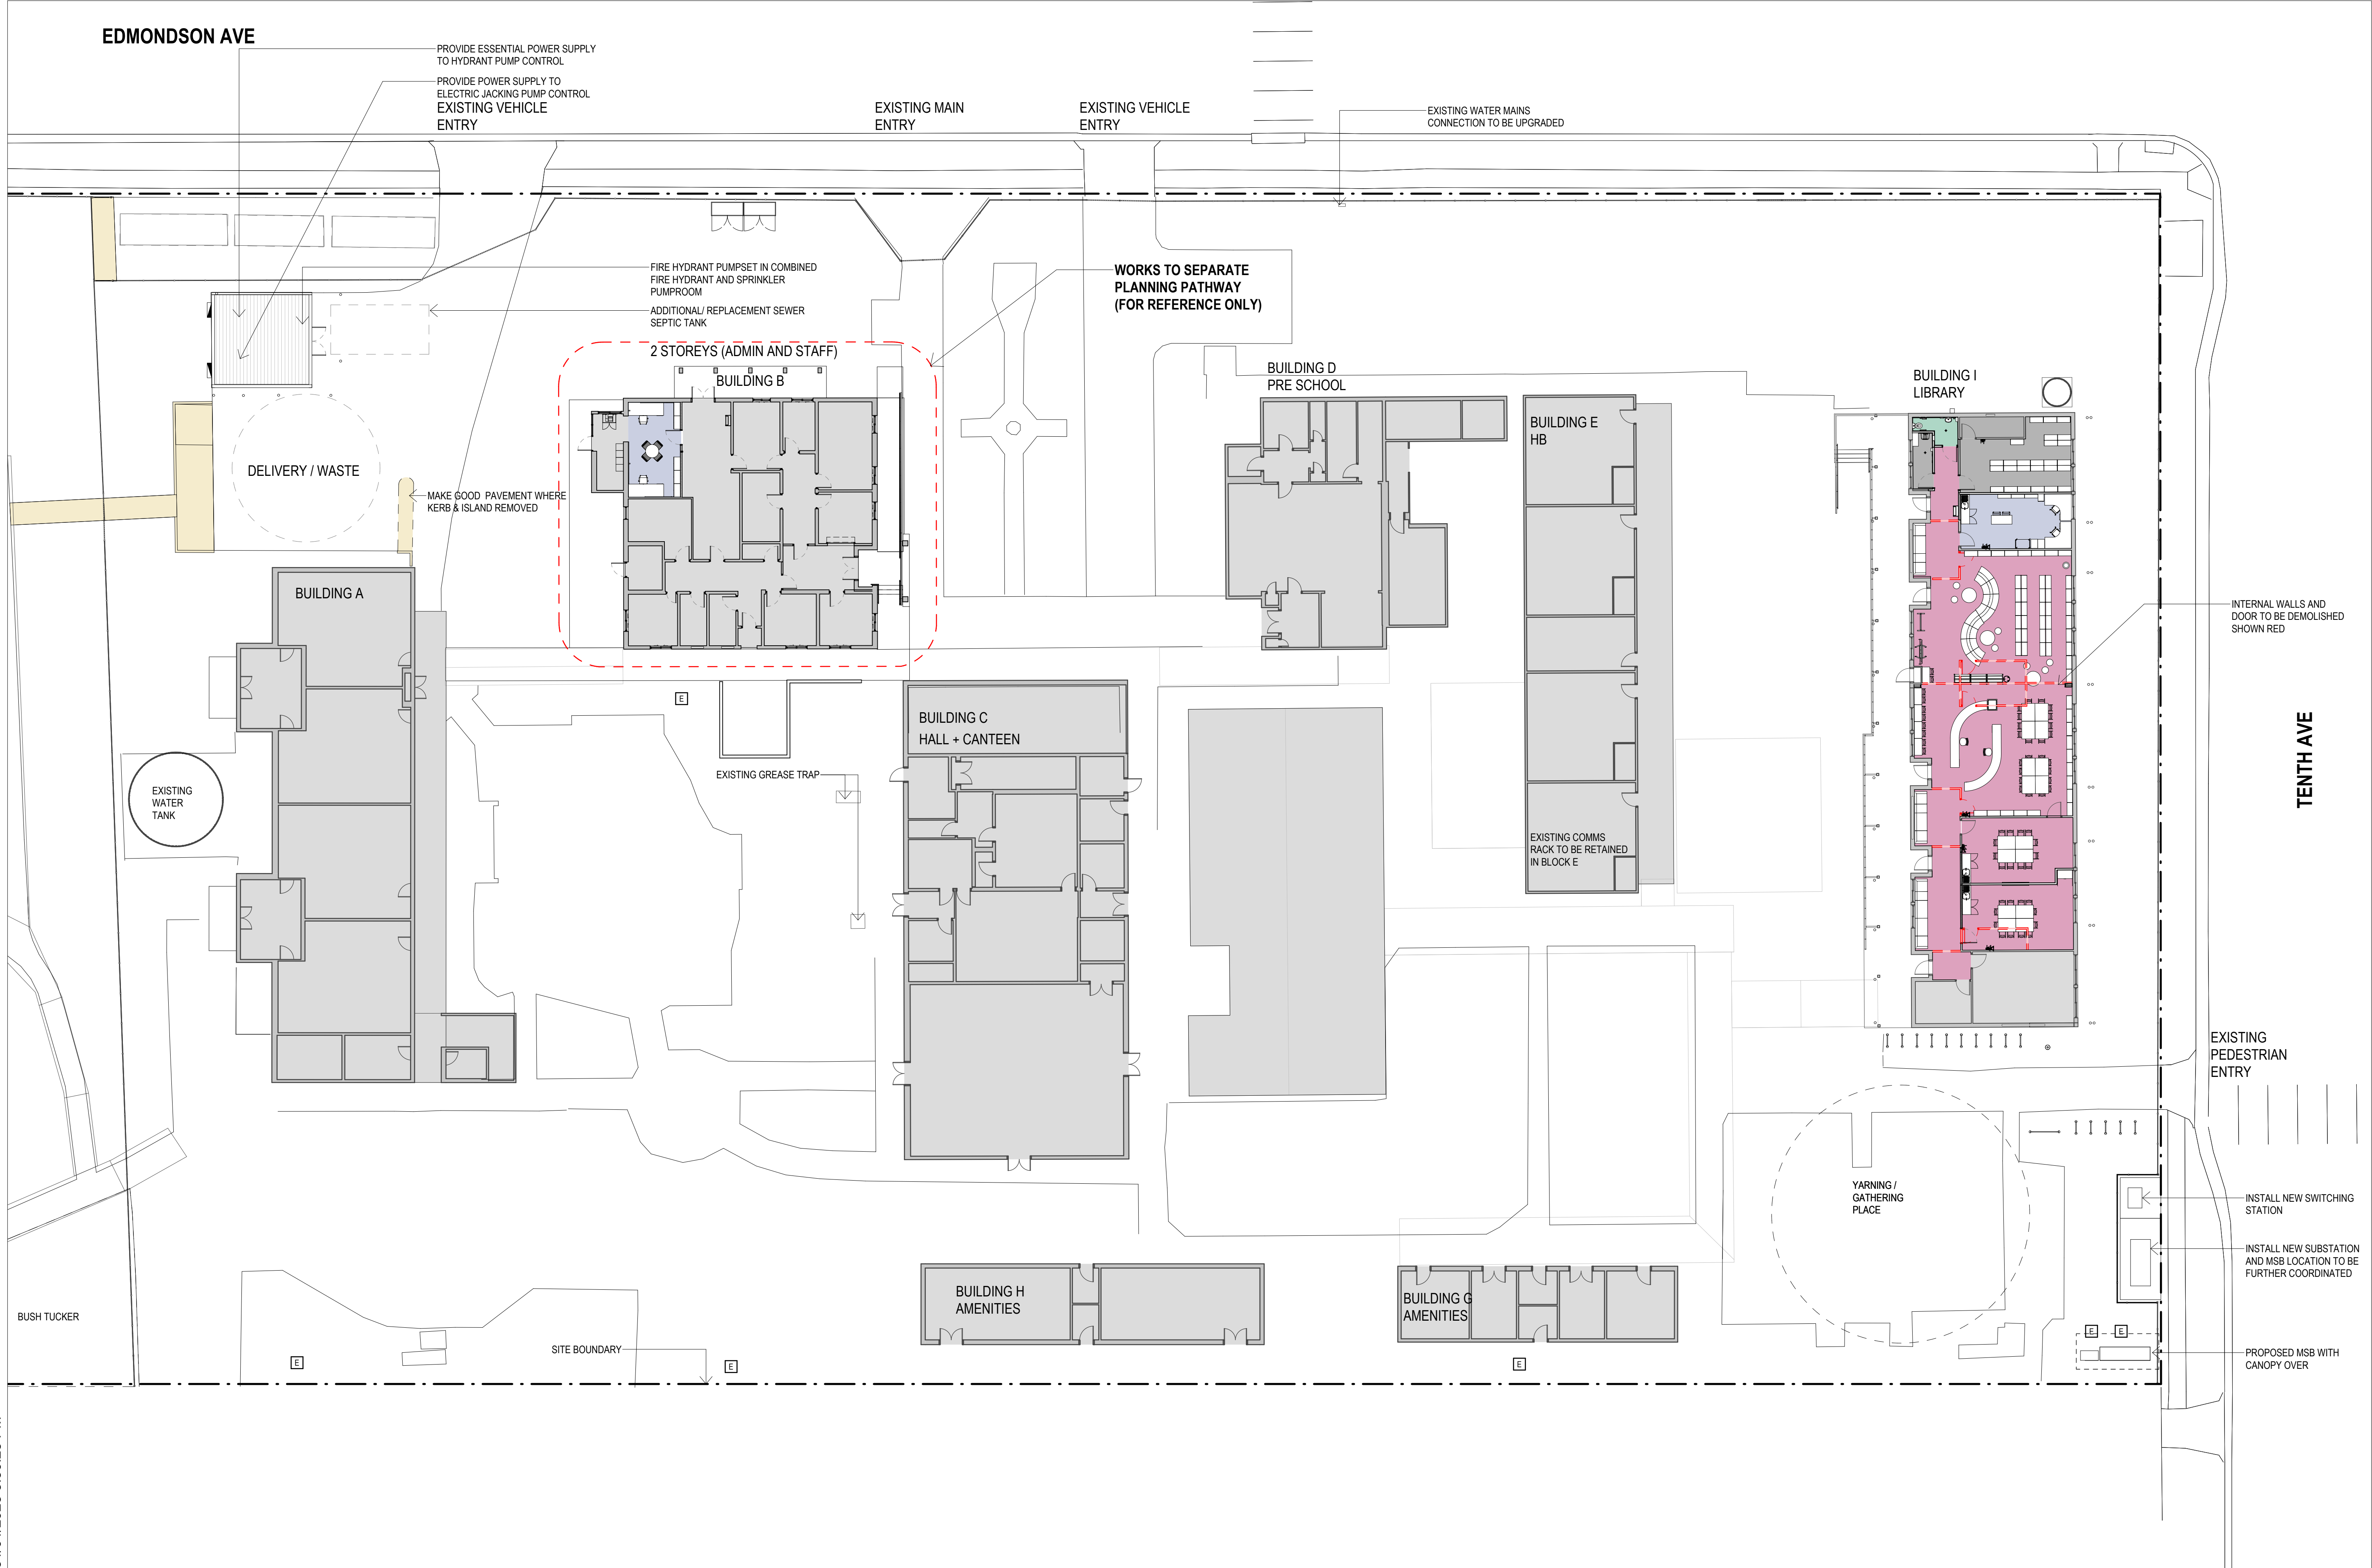 EDMONDSON AVE
PROVIDE ESSENTIAL POWER SUPPLY
TO HYDRANT PUMP CONTROL
PROVIDE POWER SUPPLY TO
ELECTRIC JACKING PUMP CONTROL
EXISTING VEHICLE
ENTRY
EXISTING MAIN
ENTRY
EXISTING VEHICLE
ENTRY
EXISTING WATER MAINS
CONNECTION TO BE UPGRADED
FIRE HYDRANT PUMPSET IN COMBINED
FIRE HYDRANT AND SPRINKLER
PUMPROOM
ADDITIONAL/ REPLACEMENT SEWER
SEPTIC TANK
WORKS TO SEPARATE
PLANNING PATHWAY
(FOR REFERENCE ONLY)
2 STOREYS (ADMIN AND STAFF)
BUILDING B
BUILDING D
PRE SCHOOL
BUILDING I
LIBRARY
BUILDING E
HB
DELIVERY / WASTE
MAKE GOOD PAVEMENT WHERE
KERB & ISLAND REMOVED
BUILDING A
INTERNAL WALLS AND
DOOR TO BE DEMOLISHED
SHOWN RED
E
BUILDING C
HALL + CANTEEN
EXISTING GREASE TRAP
EXISTING
WATER
TANK
TENTH AVE
EXISTING COMMS
RACK TO BE RETAINED
IN BLOCK E
EXISTING
PEDESTRIAN
ENTRY
YARNING /
GATHERING
PLACE
INSTALL NEW SWITCHING
STATION
INSTALL NEW SUBSTATION
AND MSB LOCATION TO BE
FURTHER COORDINATED
BUILDING H
AMENITIES
BUILDING G
AMENITIES
BUSH TUCKER
SITE BOUNDARY
E
E
E
E
E
PROPOSED MSB WITH
CANOPY OVER